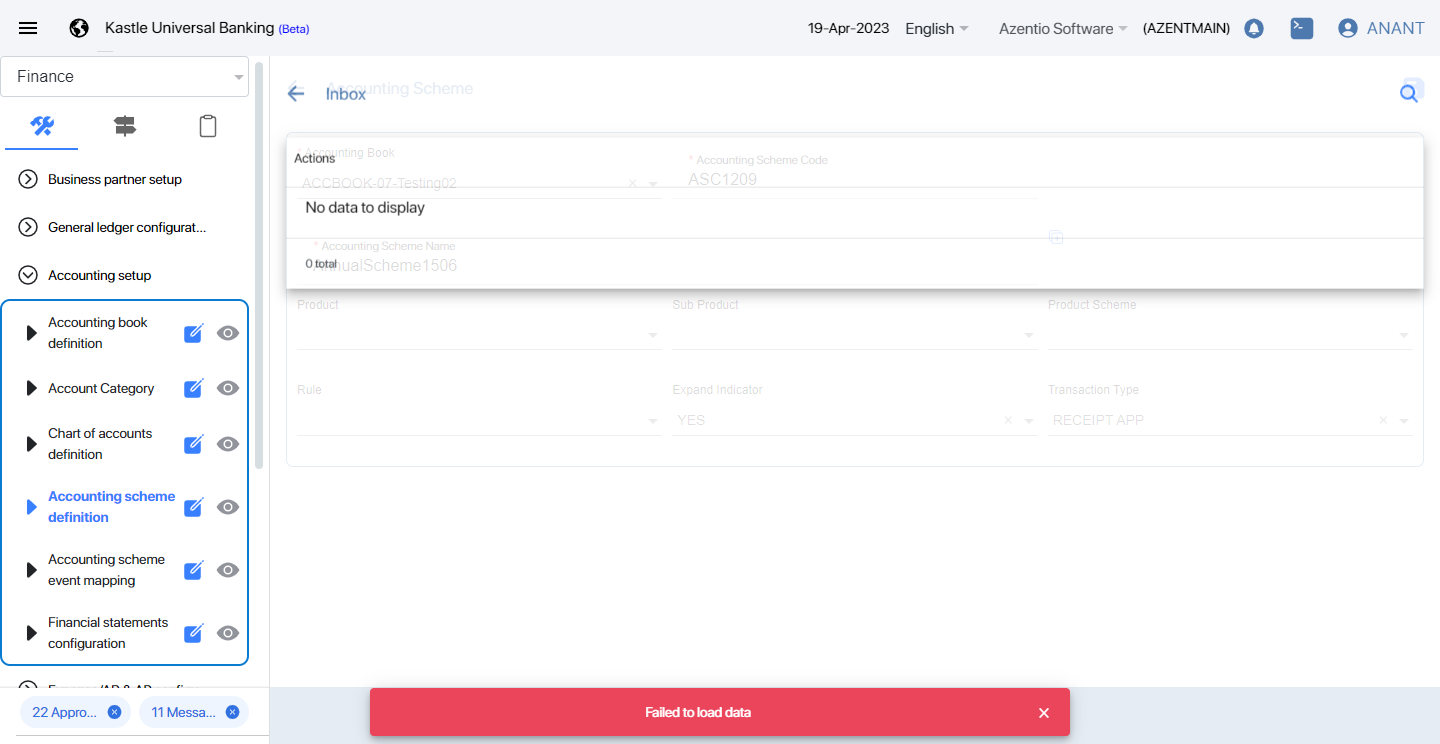 Kastle Universal Banking (Beta)
19-Apr-2023
English
Azentio Software
(AZENTMAIN)
ANANT
Finance
Business partner setup
General ledger configurat...
Accounting setup
Accounting book
definition
Account Category
Chart of accounts
definition
Accounting scheme
definition
Accounting scheme
event mapping
Financial statements
configuration
22 Appro...
11 Messa...
Accounting Scheme
Inbox
* Accounting Book
Actions
* Accounting Scheme Code
ACCBOOK-07-Testing02
ASC1209
No data to display
* Accounting Scheme Name
0 total
AnnualScheme1506
Product
Sub Product
Product Scheme
Rule
Expand Indicator
Transaction Type
YES
RECEIPT APP
Failed to load data